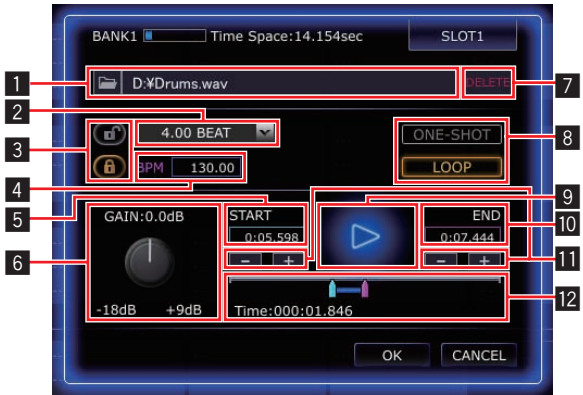 BANK1 Time Space:14.154sec SLOT1
1 D:¥Drums.wav DELETE 7
2 4.00 BEAT ONE-SHOT 8
3
4 BPM 130.00 LOOP
5 START END 9
GAIN:0.0dB 0:05.598 0:07.444 10
6 - + - + 11
-18dB +9dB Time:000:01.846 12
OK CANCEL